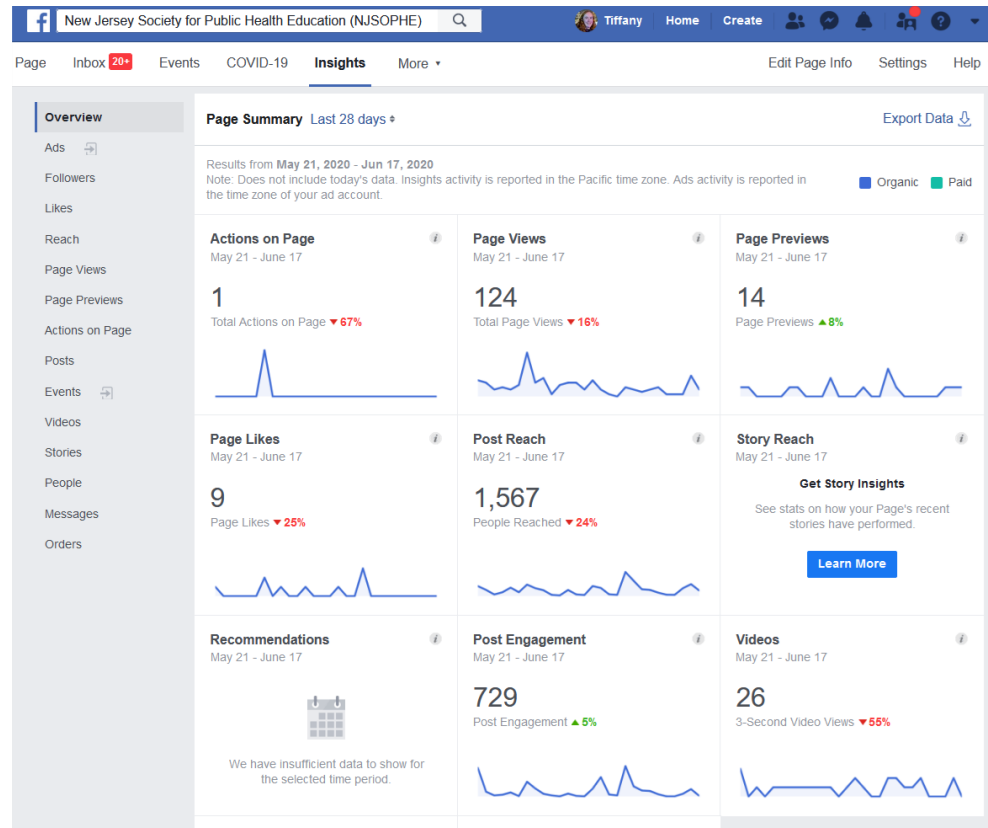 New Jersey Society for Public Health Education (NJSOPHE)
Tiffany Home Create
Page Inbox 20+ Events COVID-19 Insights More Edit Page Info Settings Help
Overview
Ads
Followers
Likes
Reach
Page Views
Page Previews
Actions on Page
Posts
Events
Videos
Stories
People
Messages
Orders
Page Summary Last 28 days
Export Data
Results from May 21, 2020 - Jun 17, 2020
Note: Does not include today's data. Insights activity is reported in the Pacific time zone. Ads activity is reported in
the time zone of your ad account.
Organic Paid
Actions on Page
May 21 - June 17
1
Total Actions on Page ▼67%
Page Views
May 21 - June 17
124
Total Page Views ▼16%
Page Previews
May 21 - June 17
14
Page Previews ▲8%
Page Likes
May 21 - June 17
9
Page Likes ▼25%
Post Reach
May 21 - June 17
1,567
People Reached ▼24%
Story Reach
May 21 - June 17
Get Story Insights
See stats on how your Page's recent
stories have performed.
Learn More
Recommendations
May 21 - June 17
We have insufficient data to show for
the selected time period.
Post Engagement
May 21 - June 17
729
Post Engagement ▲5%
Videos
May 21 - June 17
26
3-Second Video Views ▼55%